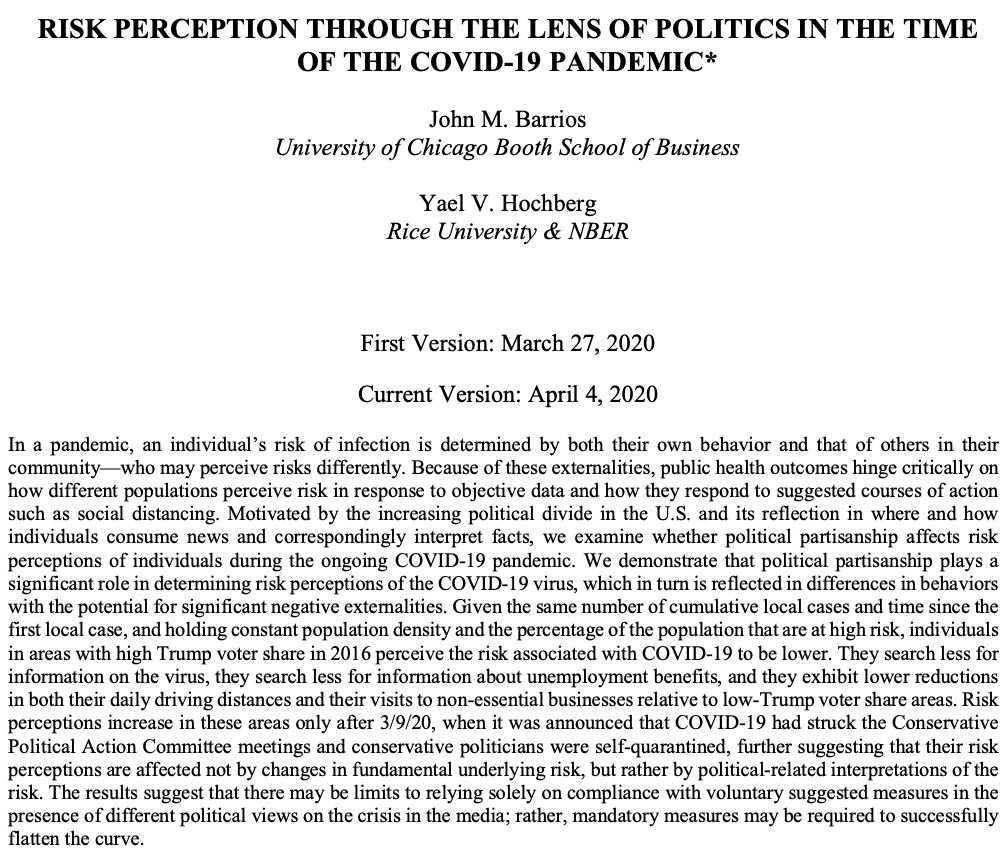 RISK PERCEPTION THROUGH THE LENS OF POLITICS IN THE TIME
OF THE COVID-19 PANDEMIC*
John M. Barrios
University of Chicago Booth School of Business
Yael V. Hochberg
Rice University & NBER
First Version: March 27, 2020
Current Version: April 4, 2020
In a pandemic, an individual’s risk of infection is determined by both their own behavior and that of others in their
community—who may perceive risks differently. Because of these externalities, public health outcomes hinge critically on
how different populations perceive risk in response to objective data and how they respond to suggested courses of action
such as social distancing. Motivated by the increasing political divide in the U.S. and its reflection in where and how
individuals consume news and correspondingly interpret facts, we examine whether political partisanship affects risk
perceptions of individuals during the ongoing COVID-19 pandemic. We demonstrate that political partisanship plays a
significant role in determining risk perceptions of the COVID-19 virus, which in turn is reflected in differences in behaviors
with the potential for significant negative externalities. Given the same number of cumulative local cases and time since the
first local case, and holding constant population density and the percentage of the population that are at high risk, individuals
in areas with high Trump voter share in 2016 perceive the risk associated with COVID-19 to be lower. They search less for
information on the virus, they search less for information about unemployment benefits, and they exhibit lower reductions
in both their daily driving distances and their visits to non-essential businesses relative to low-Trump voter share areas. Risk
perceptions increase in these areas only after 3/9/20, when it was announced that COVID-19 had struck the Conservative
Political Action Committee meetings and conservative politicians were self-quarantined, further suggesting that their risk
perceptions are affected not by changes in fundamental underlying risk, but rather by political-related interpretations of the
risk. The results suggest that there may be limits to relying solely on compliance with voluntary suggested measures in the
presence of different political views on the crisis in the media; rather, mandatory measures may be required to successfully
flatten the curve.